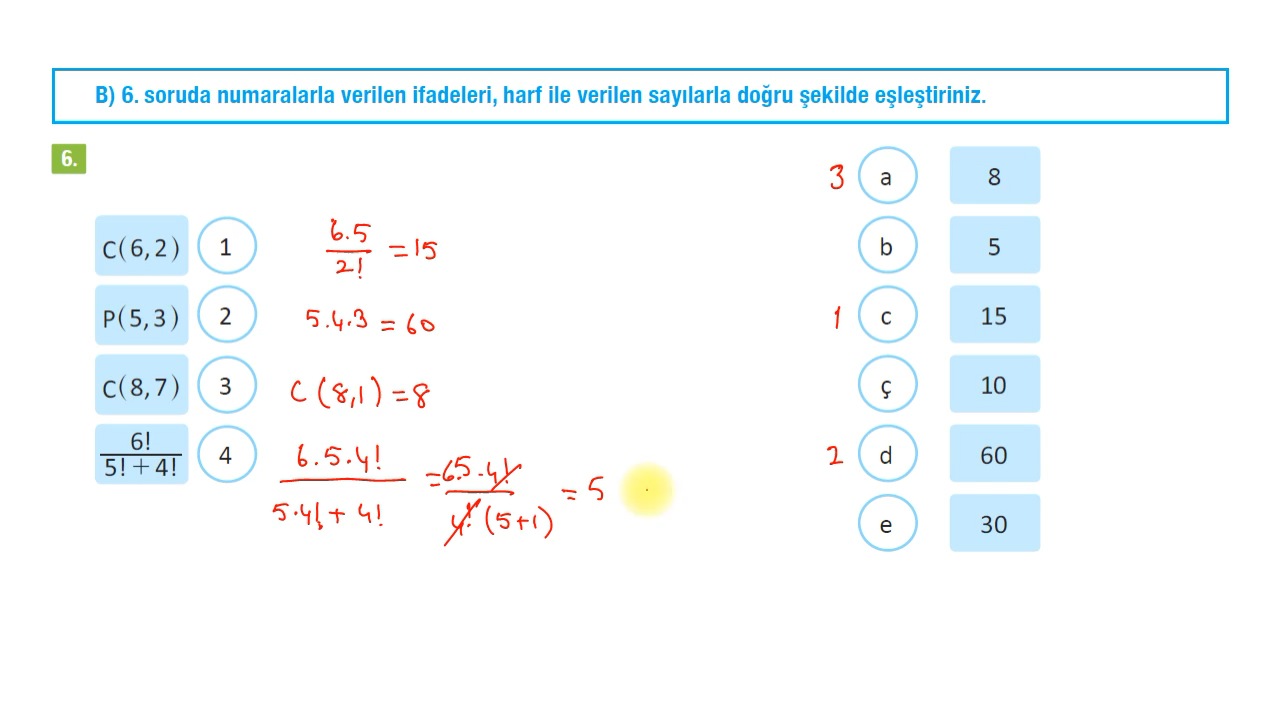 B) 6. soruda numaralarla verilen ifadeleri, harf ile verilen sayılarla doğru şekilde eşleştiriniz.
6.
C(6,2) 1 6.5/2! = 15
P(5,3) 2 5.4.3 = 60
C(8,7) 3 C(8,1) = 8
6!/(5!+4!) 4 6.5.4!/(5.4!+4!) = 6.5.4!/(4!(5+1)) = 5
3 a 8
b 5
1 c 15
ç 10
2 d 60
e 30